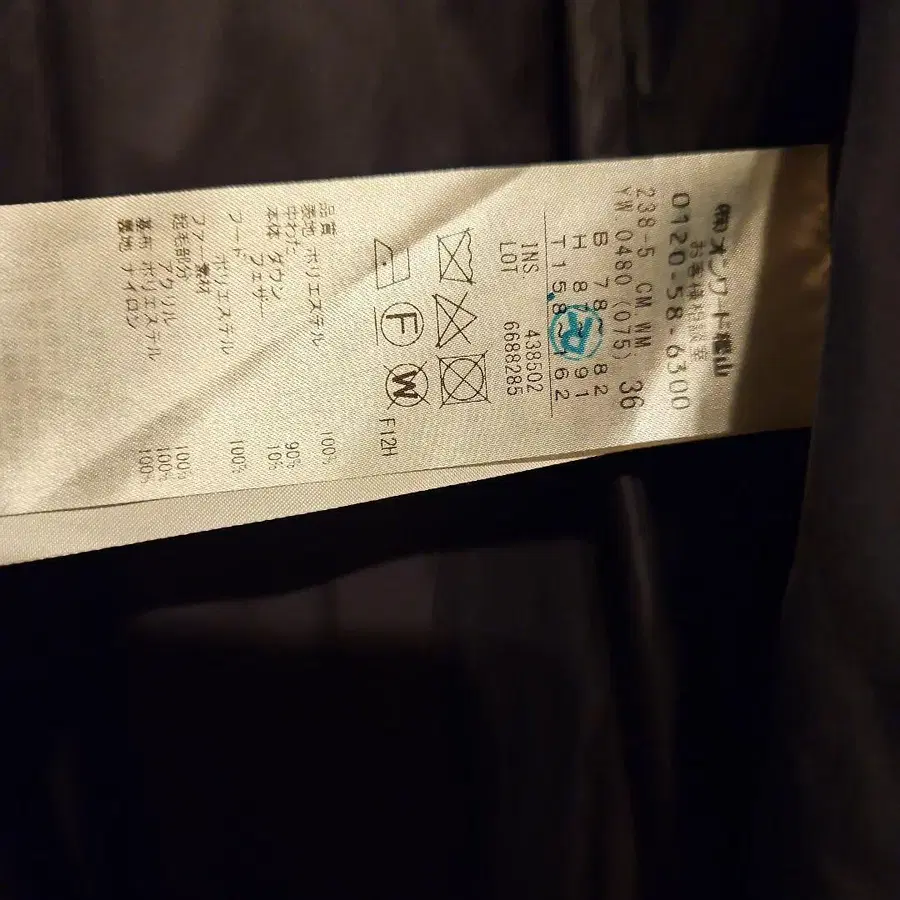 ㈱オンワード樫山
お客様相談室
0120-58-6300
238-5 CM.WM
YW 0480 (075) 36
B 78~82
H 87~91
T 158~162
INS 438502
LOT 6688285
F W F12H
品質
表地 ポリエステル 100%
中わた
本体 ダウン 90%
フェザー 10%
フード
ポリエステル 100%
ファー素材
起毛部分
アクリル 100%
基布 ポリエステル 100%
裏地 ナイロン 100%